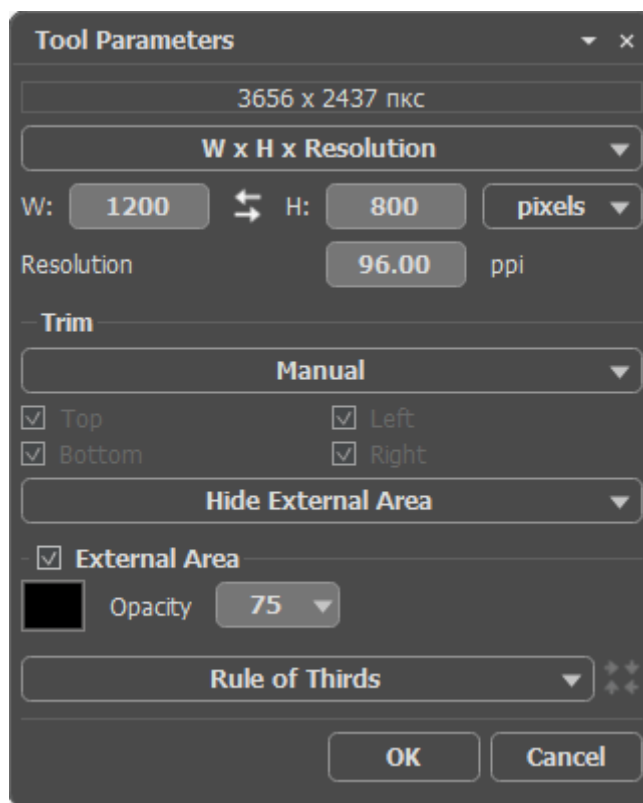 Tool Parameters
3656 x 2437 пкс
W x H x Resolution
W: 1200 H: 800 pixels
Resolution 96.00 ppi
Trim
Manual
Top Left
Bottom Right
Hide External Area
External Area
Opacity 75
Rule of Thirds
OK Cancel